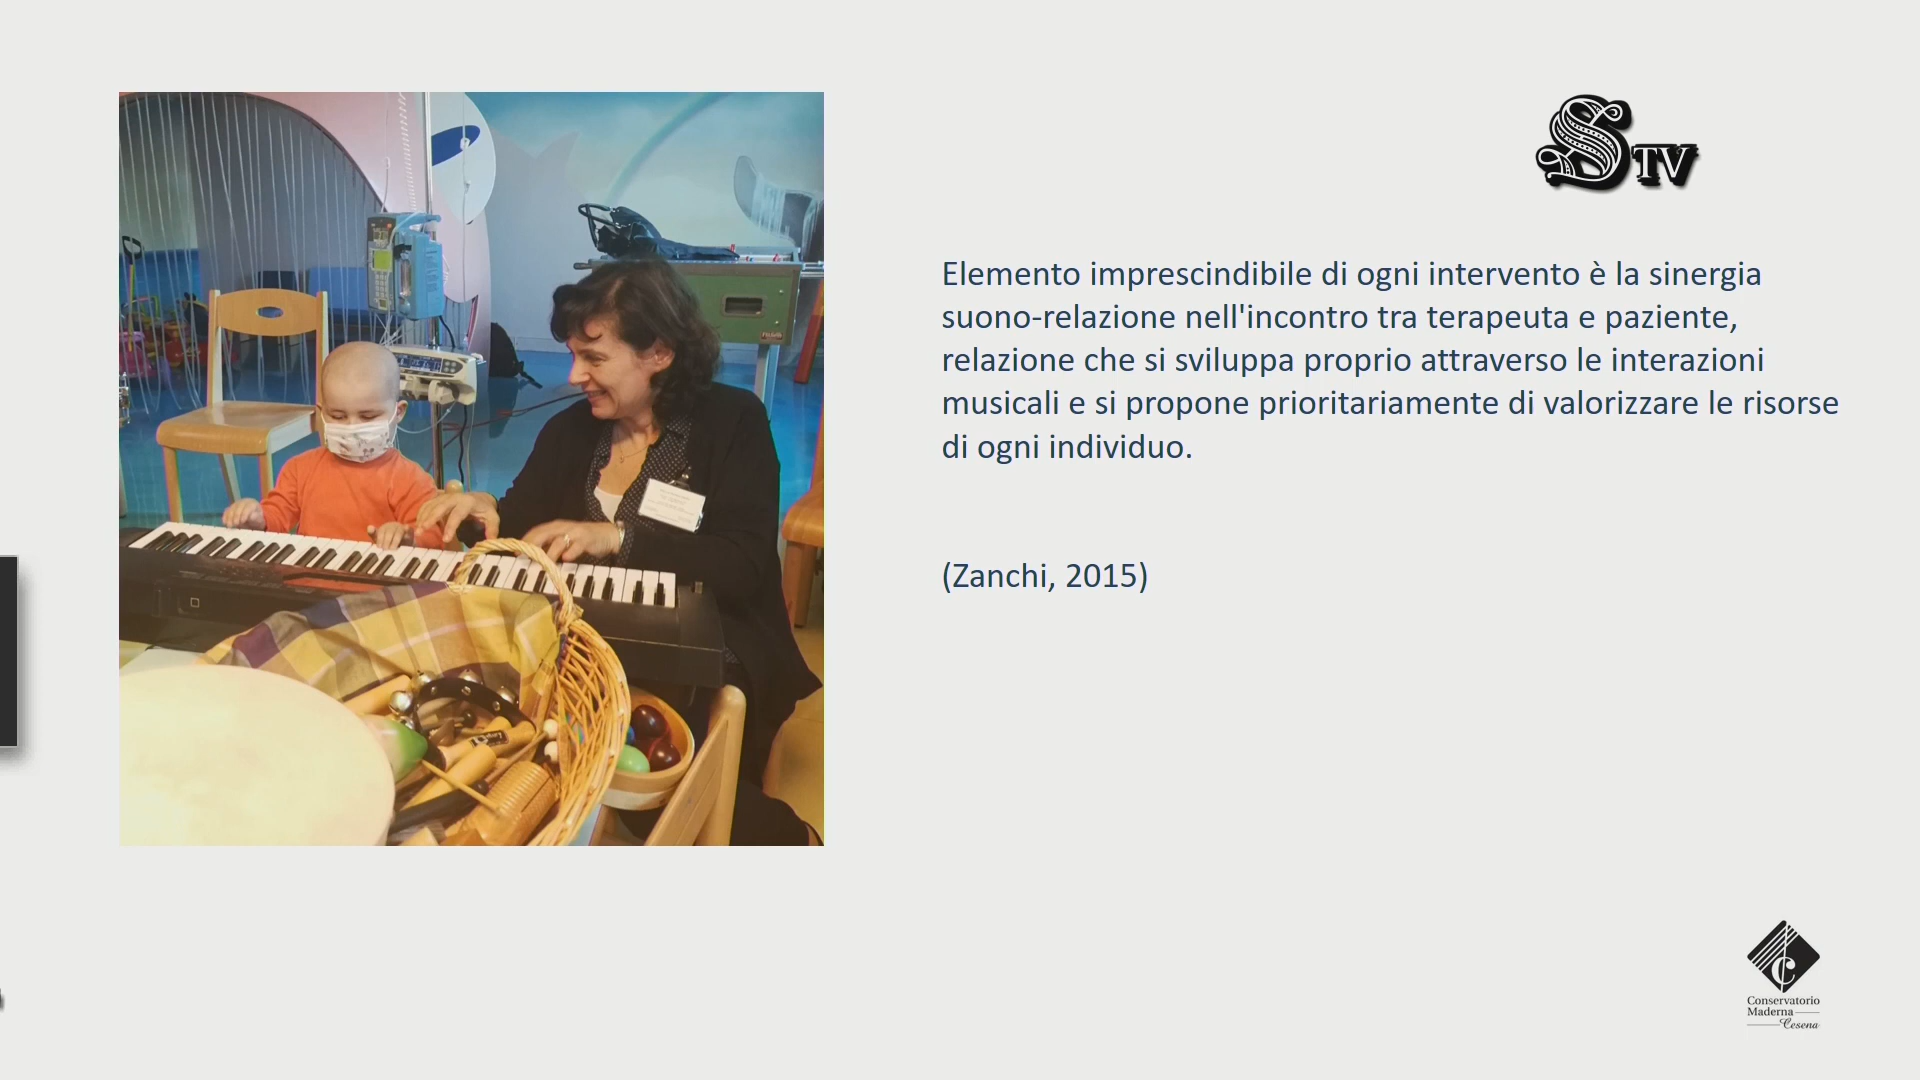 STV
Elemento imprescindibile di ogni intervento è la sinergia
suono-relazione nell'incontro tra terapeuta e paziente,
relazione che si sviluppa proprio attraverso le interazioni
musicali e si propone prioritariamente di valorizzare le risorse
di ogni individuo.
(Zanchi, 2015)
Conservatorio
Maderna
Cesena